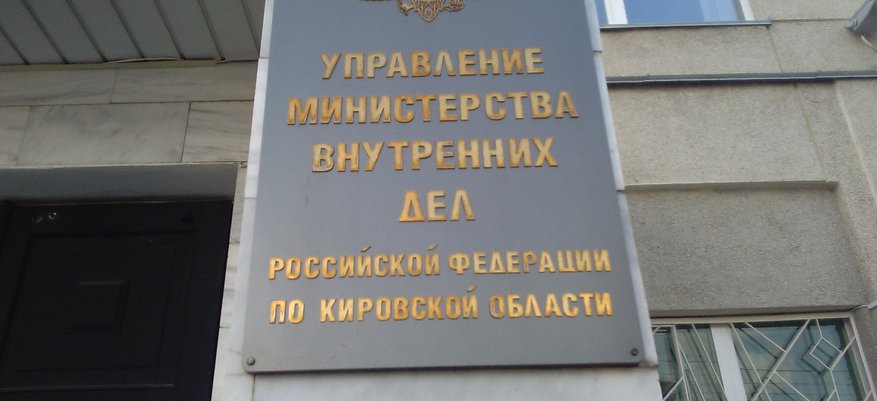 УПРАВЛЕНИЕ
МИНИСТЕРСТВА
ВНУТРЕННИХ
ДЕЛ
РОССИЙСКОЙ ФЕДЕРАЦИИ
ПО КИРОВСКОЙ ОБЛАСТИ